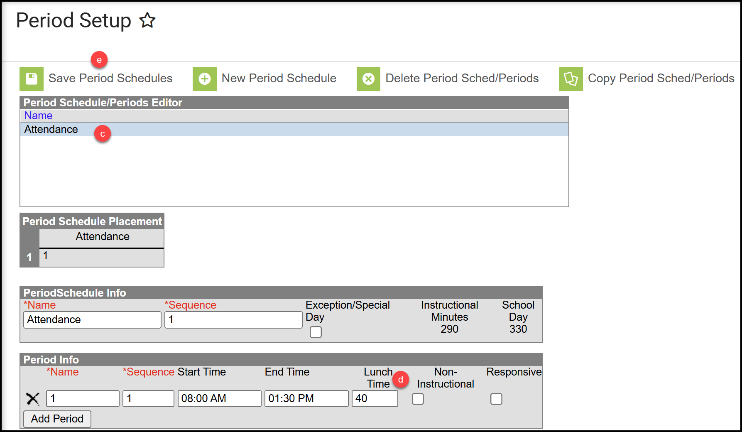 Period Setup
e
Save Period Schedules New Period Schedule Delete Period Sched/Periods Copy Period Sched/Periods
Period Schedule/Periods Editor
Name
Attendance c
Period Schedule Placement
Attendance
1 1
PeriodSchedule Info
*Name *Sequence Exception/Special Day Instructional Minutes School Day
Attendance 1 290 330
Period Info
*Name *Sequence Start Time End Time Lunch Time d Non-Instructional Responsive
1 1 08:00 AM 01:30 PM 40
Add Period